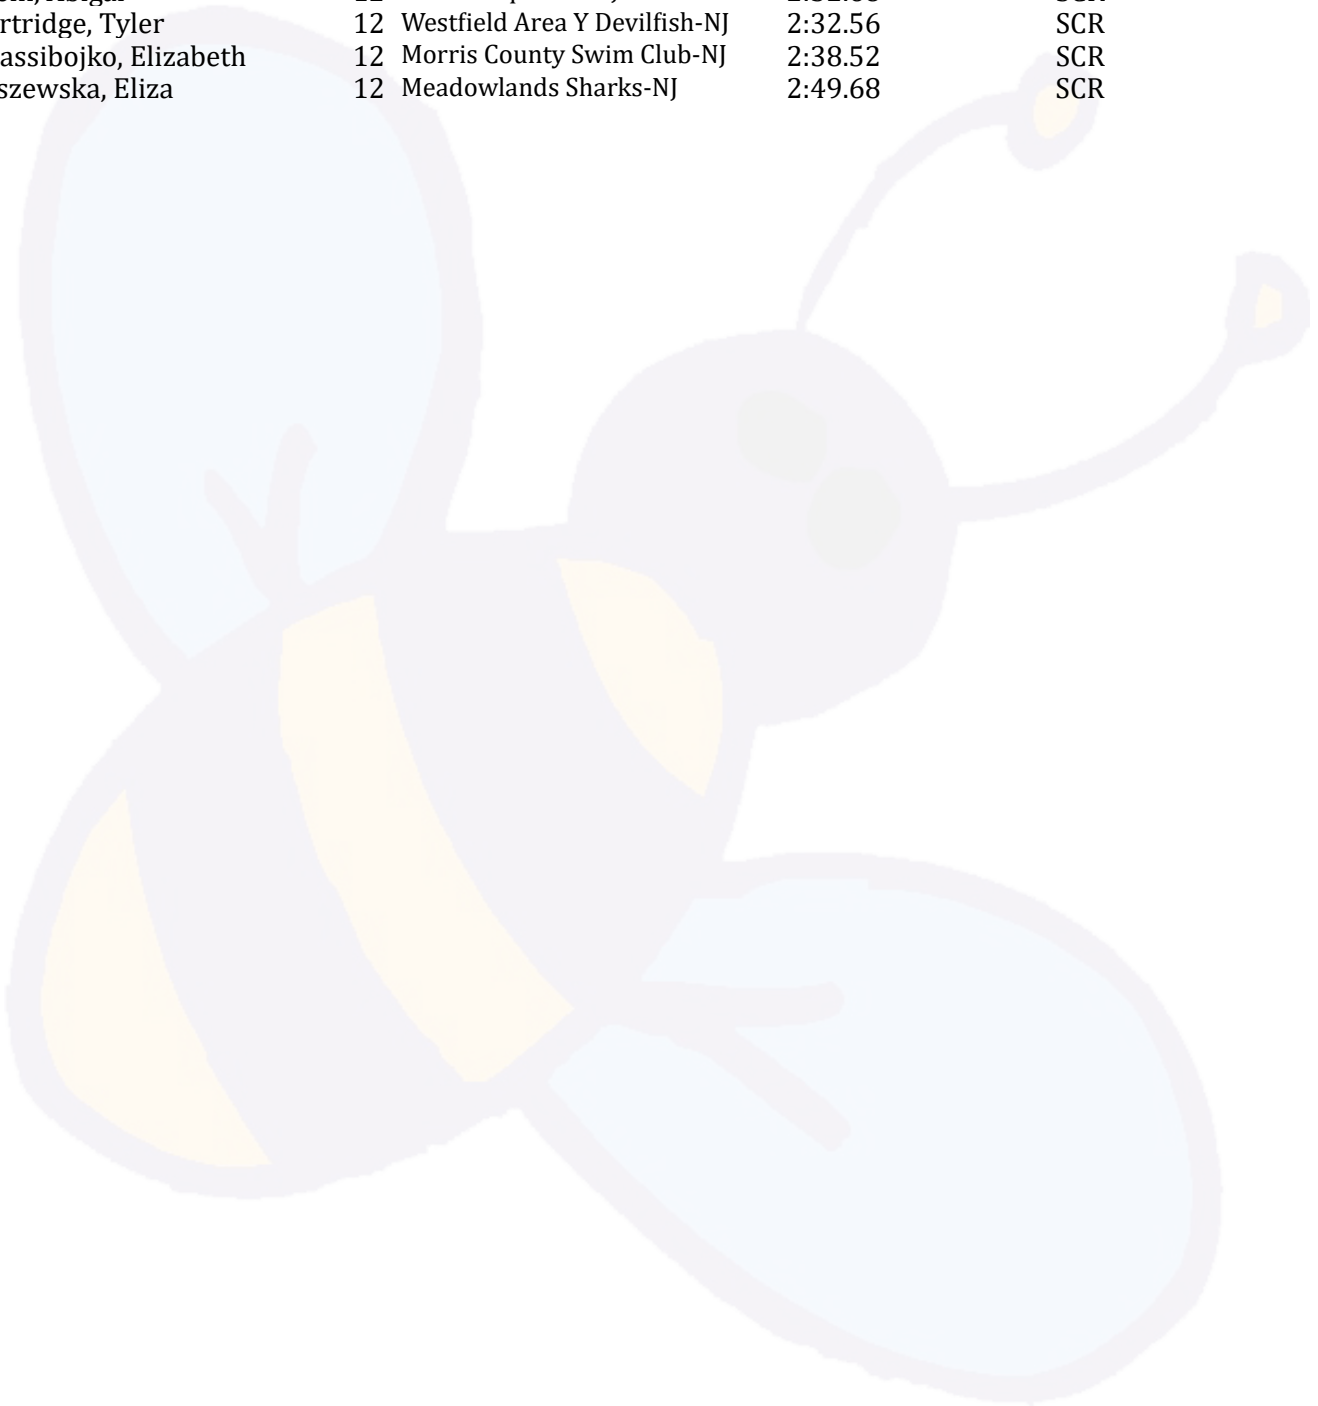 rtridge, Tyler 12 Westfield Area Y Devilfish-NJ 2:32.56 SCR
assibojko, Elizabeth 12 Morris County Swim Club-NJ 2:38.52 SCR
szewska, Eliza 12 Meadowlands Sharks-NJ 2:49.68 SCR